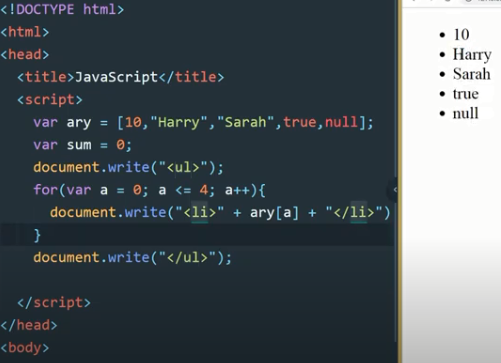 <!DOCTYPE html>
<html>
<head>
<title>JavaScript</title>
<script>
var ary = [10,"Harry","Sarah",true,null];
var sum = 0;
document.write("<ul>");
for(var a = 0; a <= 4; a++){
document.write("<li>" + ary[a] + "</li>")
}
document.write("</ul>");
</script>
</head>
<body>
• 10
• Harry
• Sarah
• true
• null